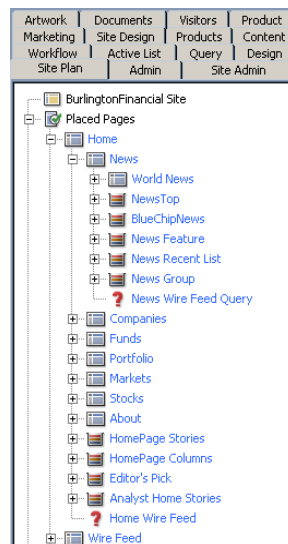 Artwork Documents Visitors Product
Marketing Site Design Products Content
Workflow Active List Query Design
Site Plan Admin Site Admin
BurlingtonFinancial Site
Placed Pages
Home
News
World News
NewsTop
BlueChipNews
News Feature
News Recent List
News Group
News Wire Feed Query
Companies
Funds
Portfolio
Markets
Stocks
About
HomePage Stories
HomePage Columns
Editor's Pick
Analyst Home Stories
Home Wire Feed
Wire Feed